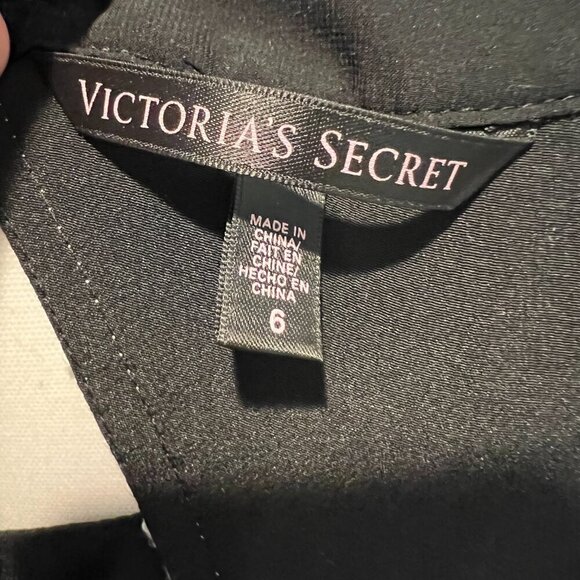 VICTORIA'S SECRET
MADE IN
CHINA/
FAIT EN
CHINE/
HECHO EN
CHINA
6